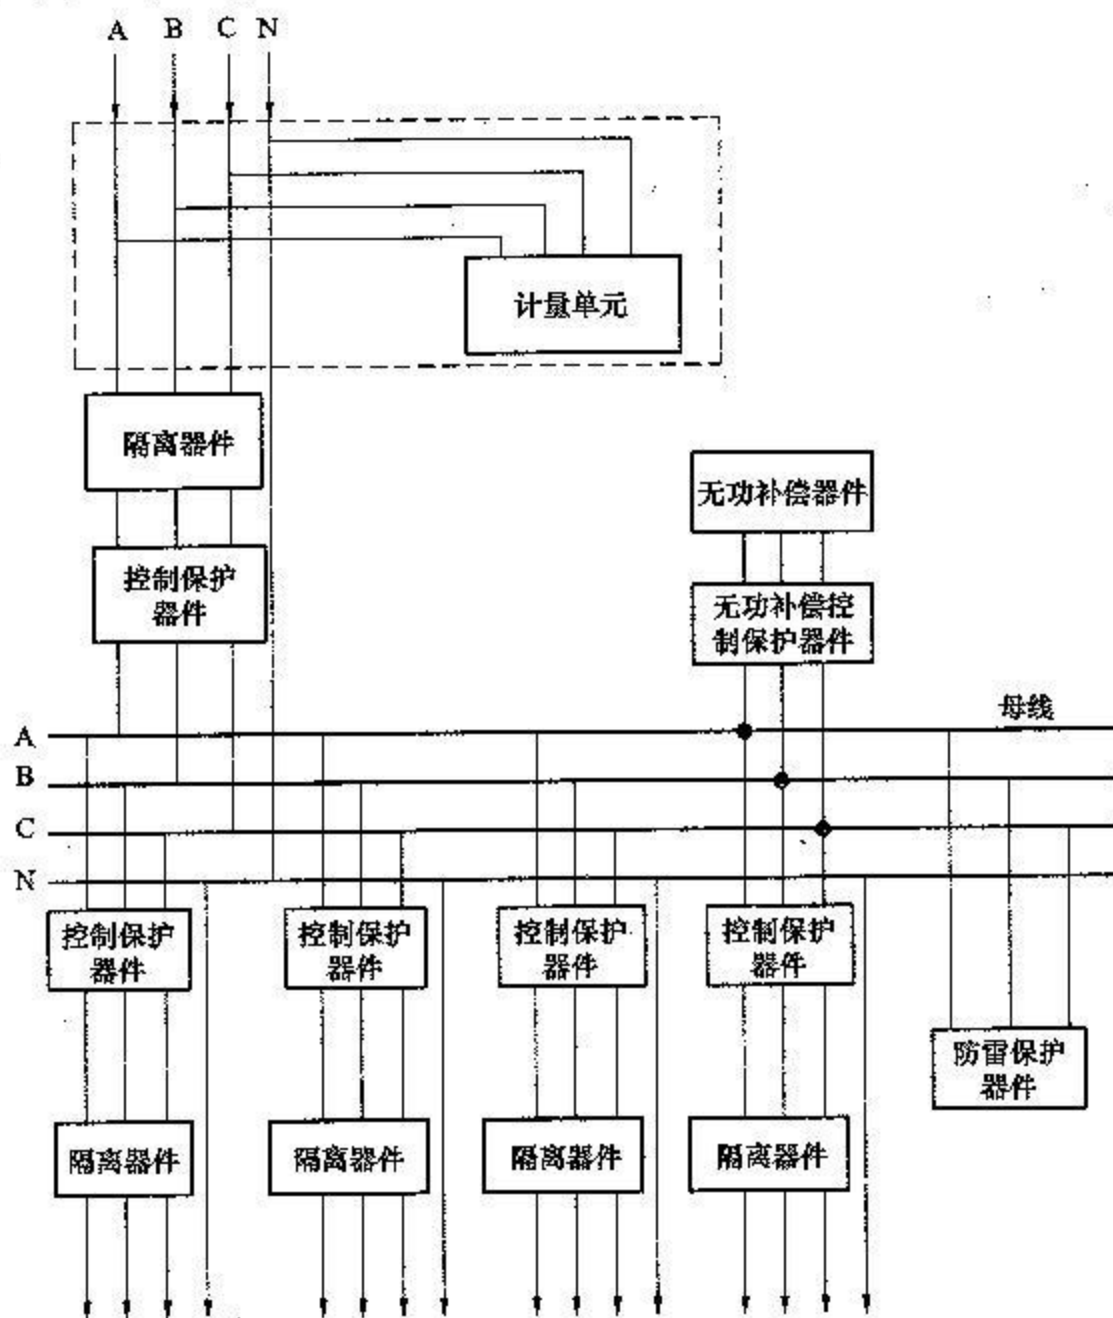 A B C N
计量单元
隔离器件
无功补偿器件
控制保护
器件
无功补偿控
制保护器件
母线
A
B
C
N
控制保护
器件
控制保护
器件
控制保护
器件
控制保护
器件
防雷保护
器件
隔离器件
隔离器件
隔离器件
隔离器件